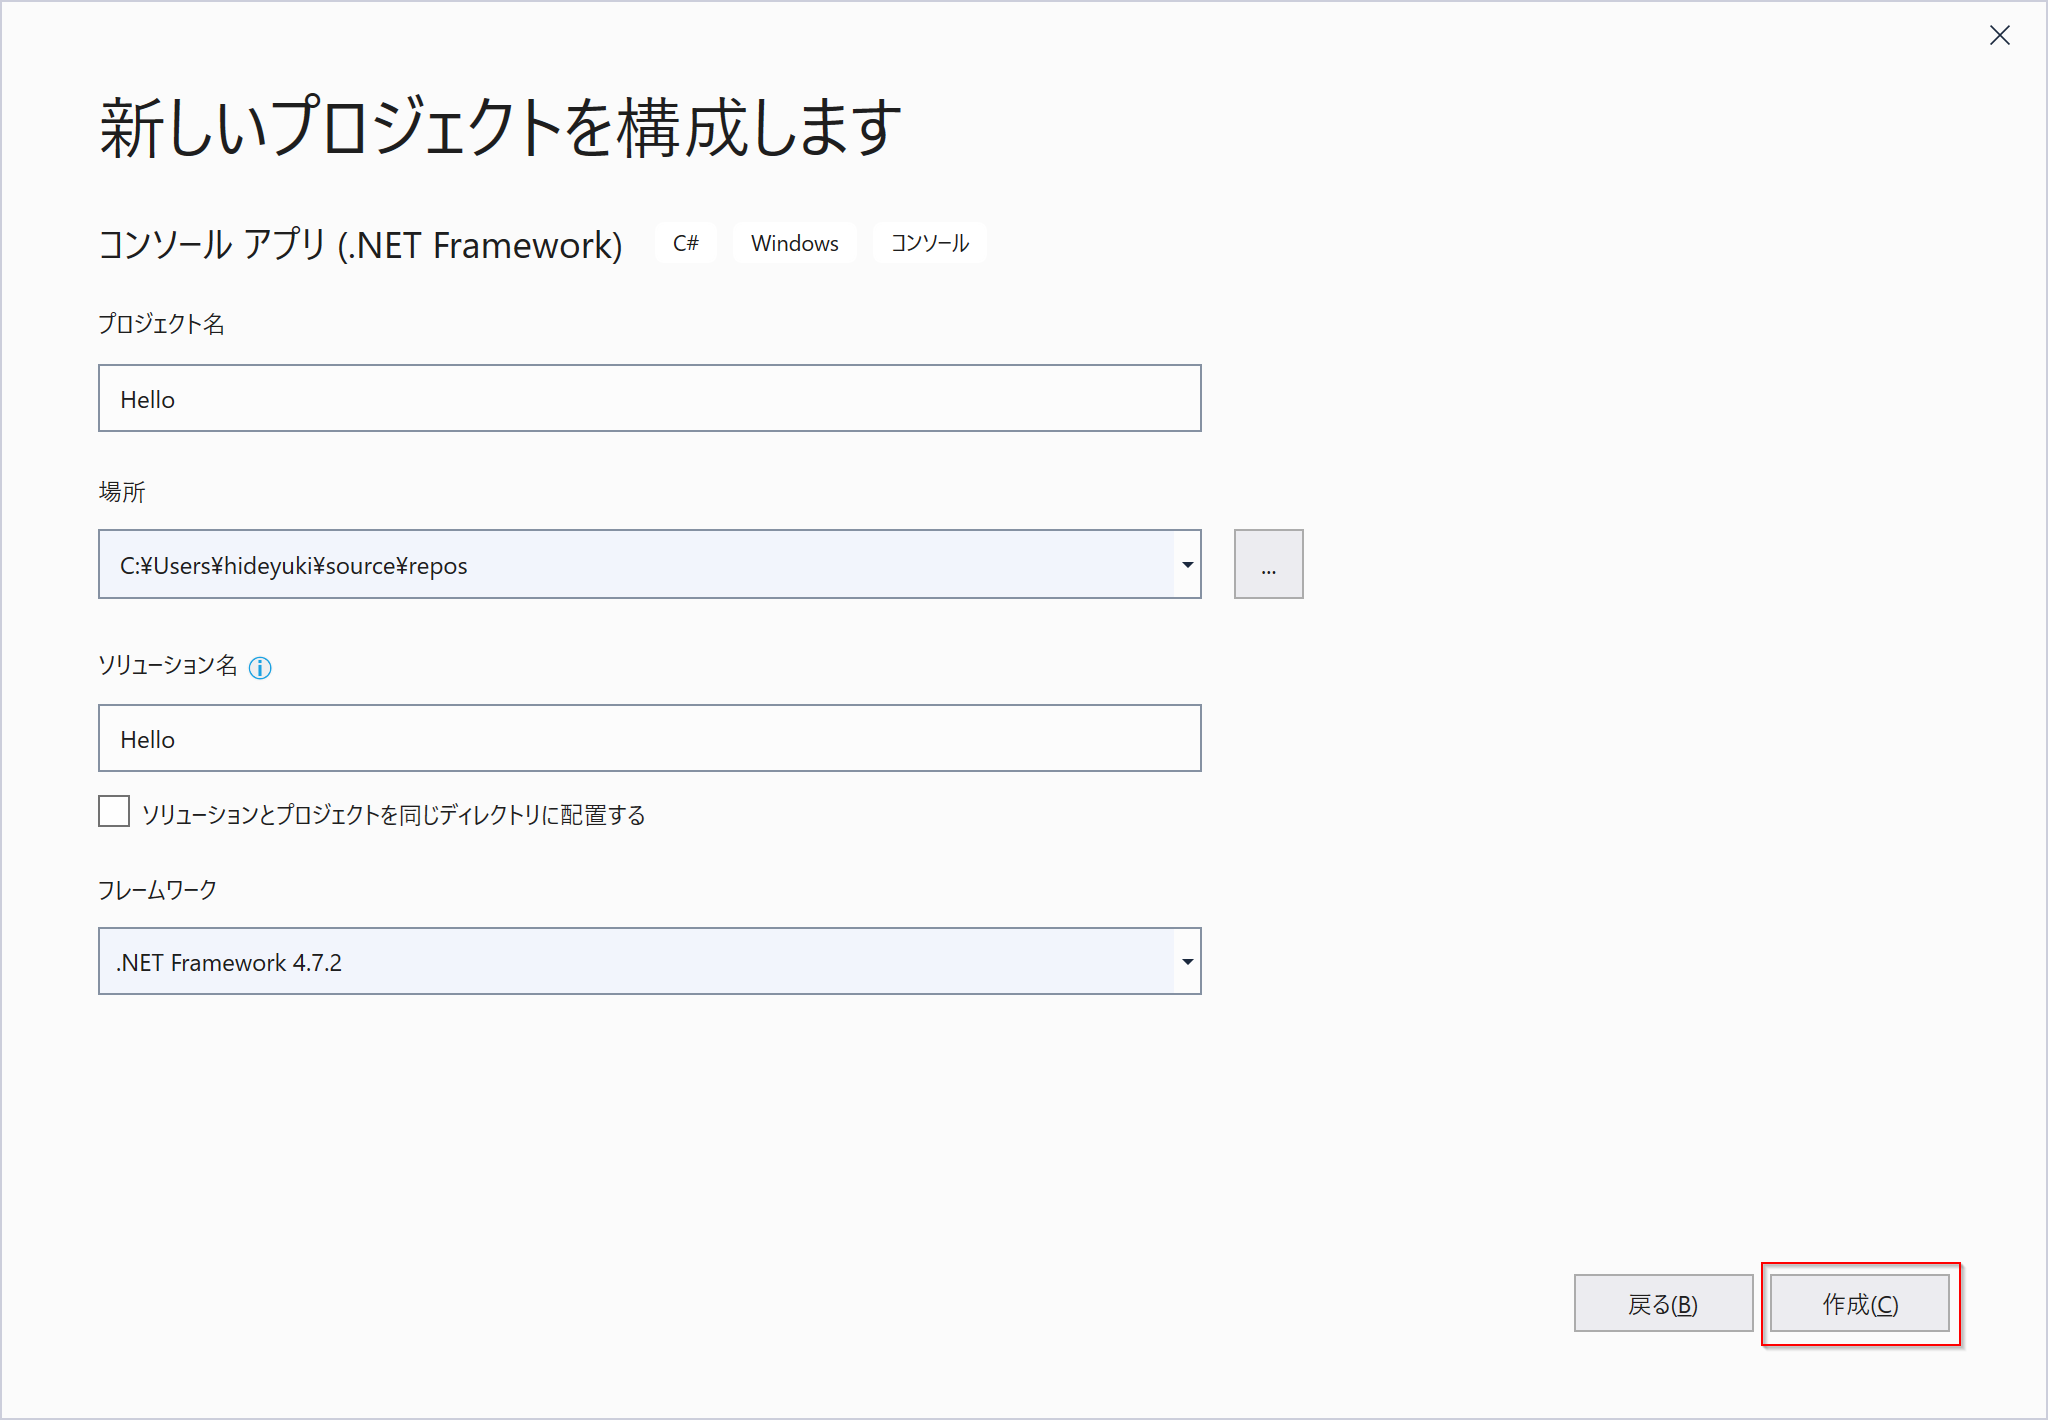 新しいプロジェクトを構成します
コンソール アプリ (.NET Framework) C# Windows コンソール
プロジェクト名
Hello
場所
C:¥Users¥hideyuki¥source¥repos
...
ソリューション名
Hello
ソリューションとプロジェクトを同じディレクトリに配置する
フレームワーク
.NET Framework 4.7.2
戻る(B) 作成(C)